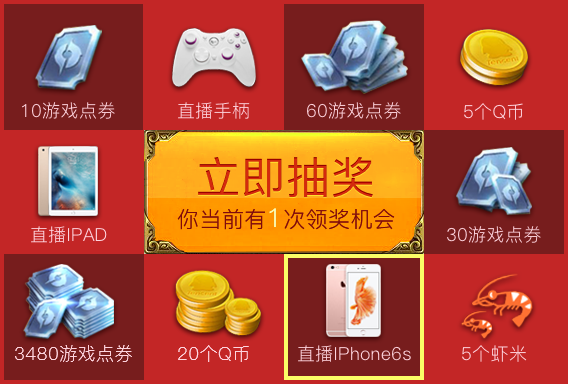 10游戏点券
直播手柄
60游戏点券
5个Q币
直播IPAD
立即抽奖
你当前有1次领奖机会
30游戏点券
3480游戏点券
20个Q币
直播IPhone6s
5个虾米